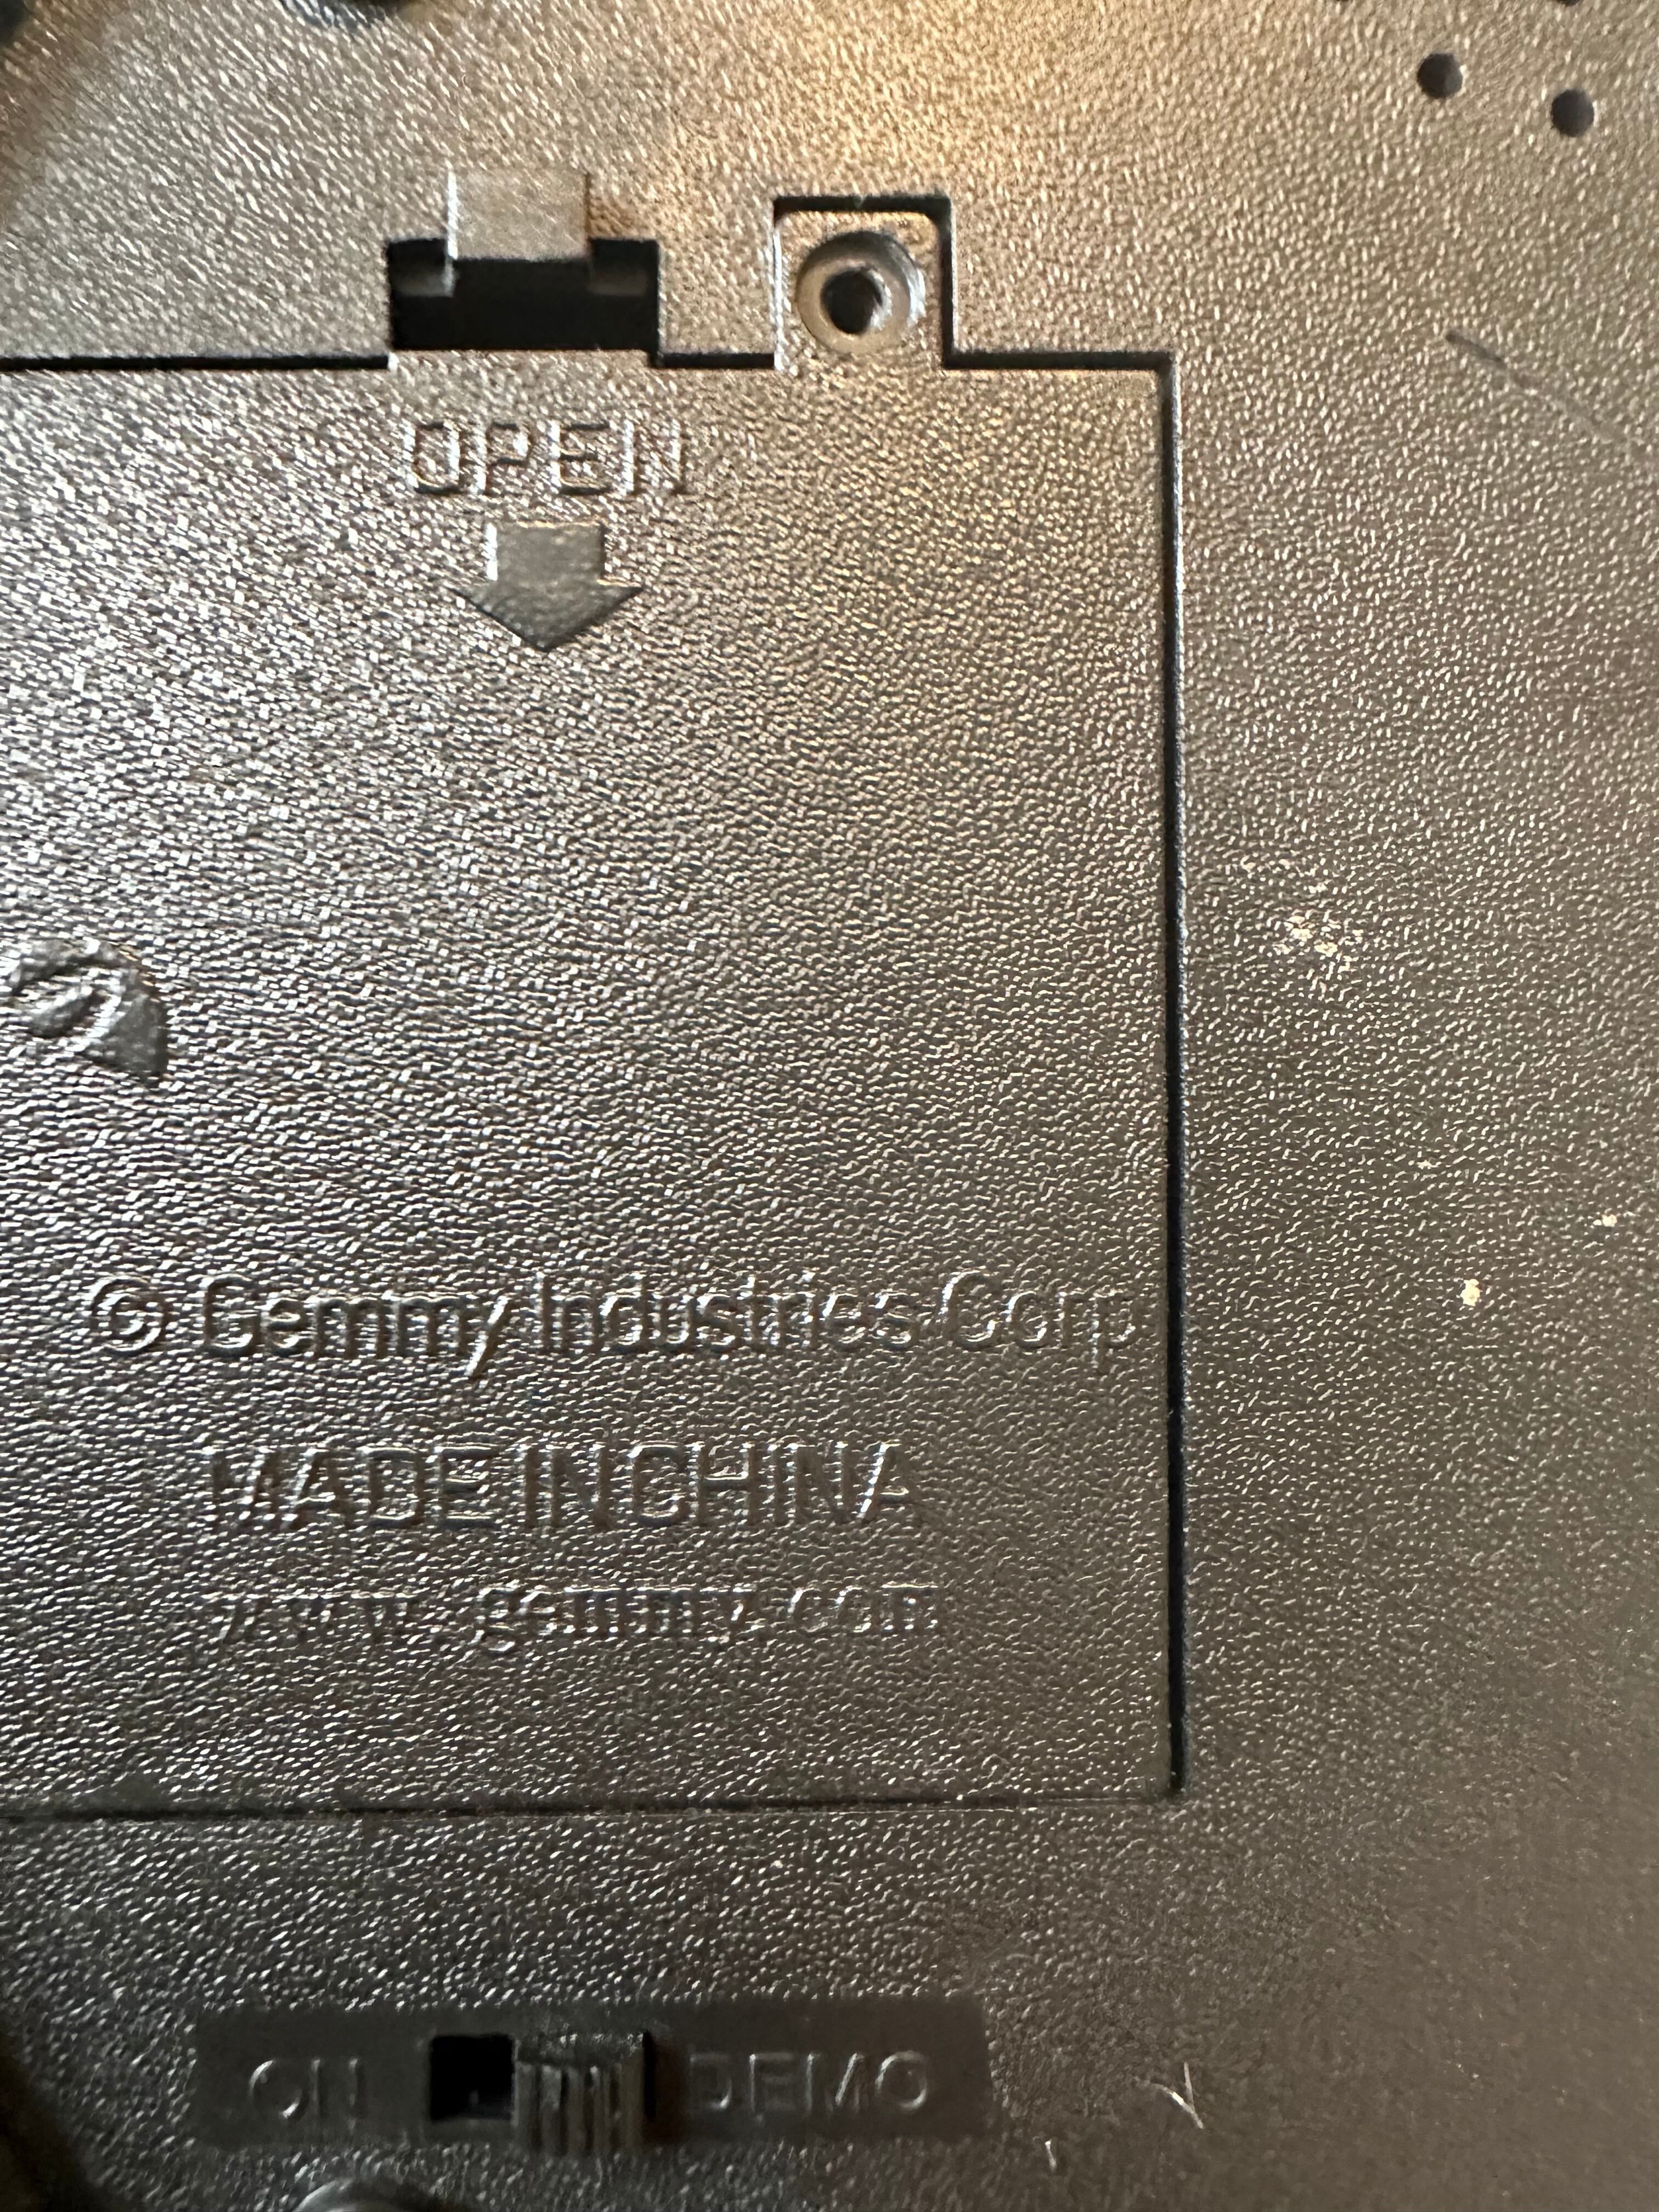 OPEN
© Gemmy Industries Corp
MADE IN CHINA
www.gemmy.com
ON DEMO